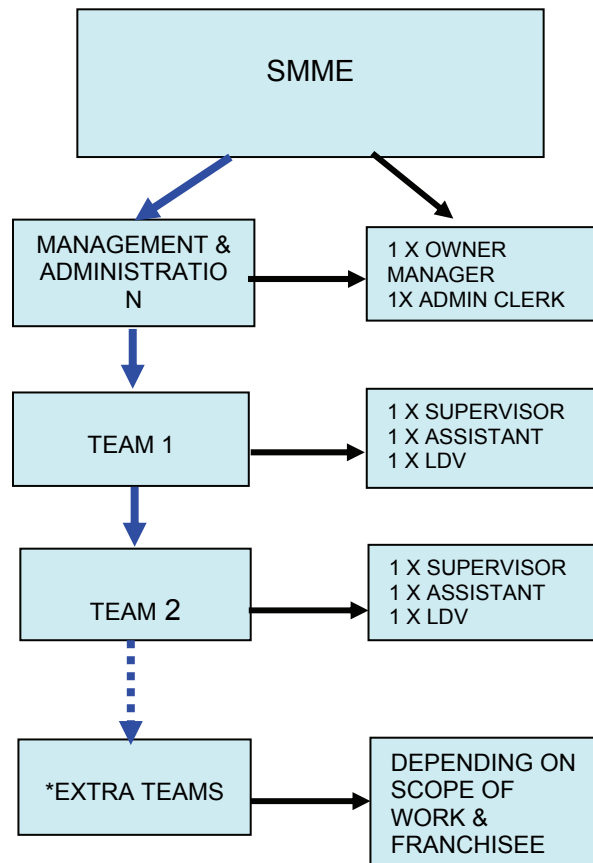 SMME
MANAGEMENT &
ADMINISTRATIO
N
1 X OWNER
MANAGER
1X ADMIN CLERK
TEAM 1
1 X SUPERVISOR
1 X ASSISTANT
1 X LDV
TEAM 2
1 X SUPERVISOR
1 X ASSISTANT
1 X LDV
*EXTRA TEAMS
DEPENDING ON
SCOPE OF
WORK &
FRANCHISEE